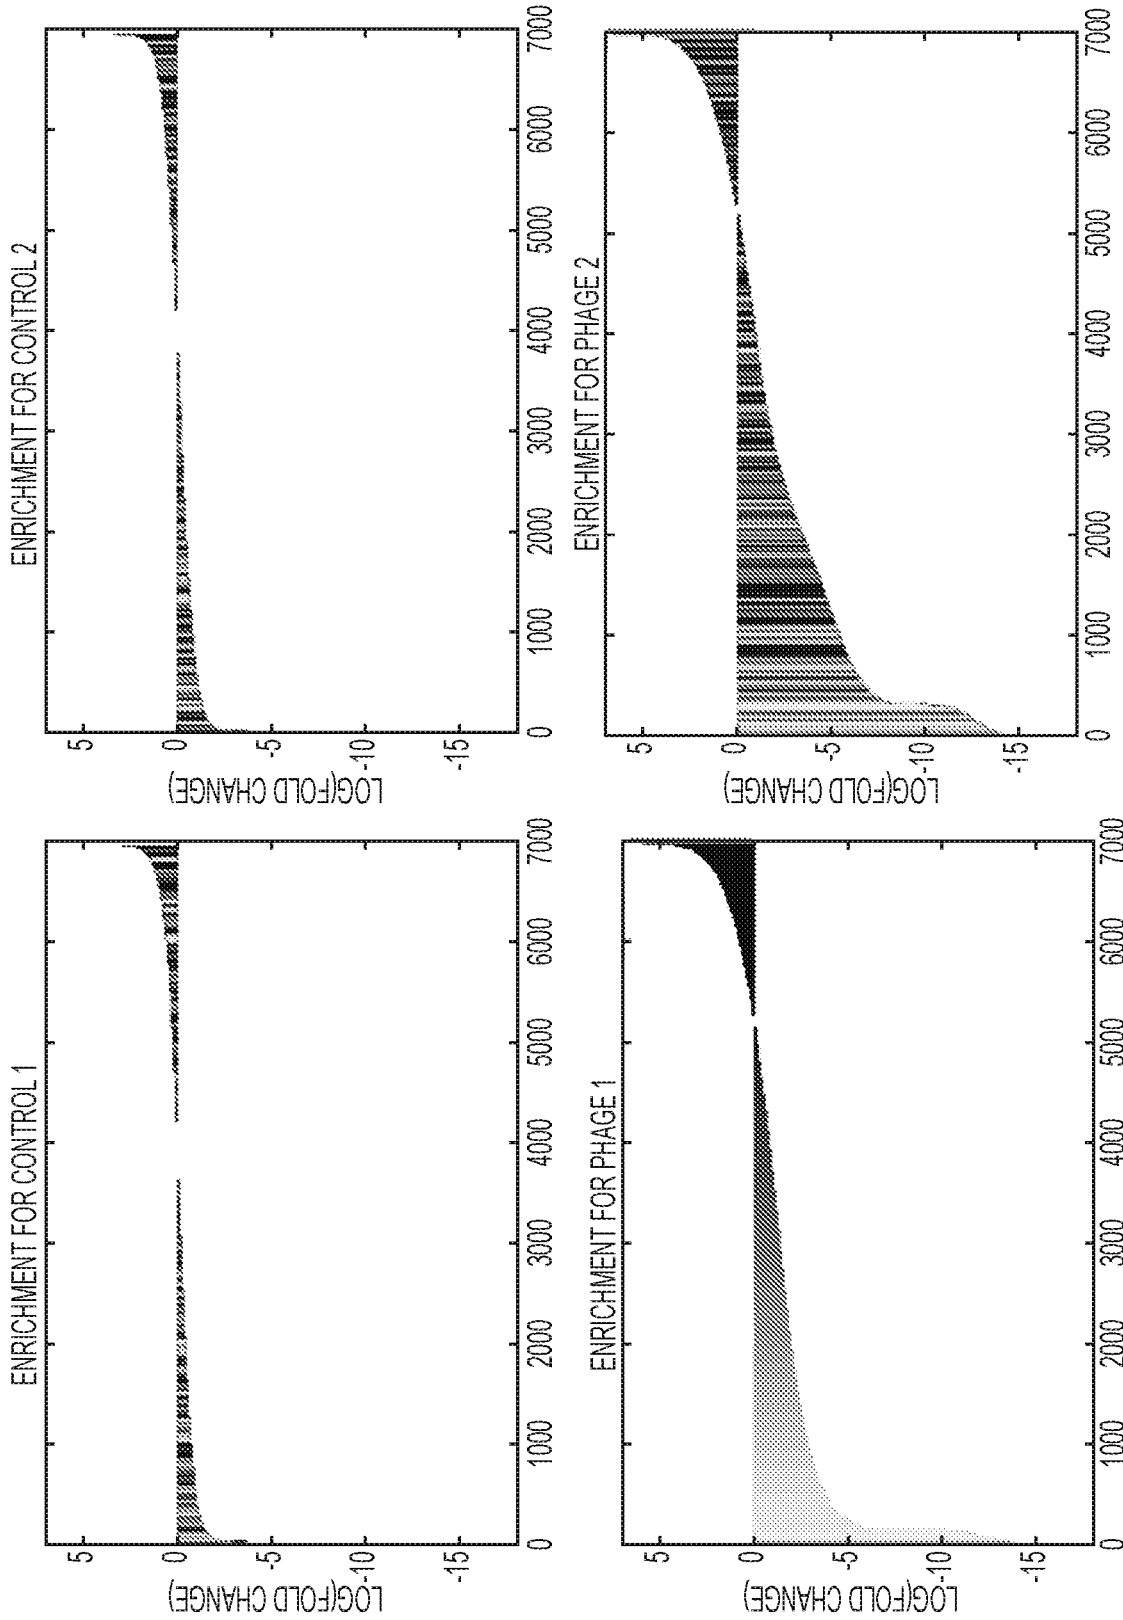 ENRICHMENT FOR CONTROL 1
LOG(FOLD CHANGE)
5
0
-5
-10
-15
0 1000 2000 3000 4000 5000 6000 7000
ENRICHMENT FOR CONTROL 2
LOG(FOLD CHANGE)
5
0
-5
-10
-15
0 1000 2000 3000 4000 5000 6000 7000
ENRICHMENT FOR PHAGE 1
LOG(FOLD CHANGE)
5
0
-5
-10
-15
0 1000 2000 3000 4000 5000 6000 7000
ENRICHMENT FOR PHAGE 2
LOG(FOLD CHANGE)
5
0
-5
-10
-15
0 1000 2000 3000 4000 5000 6000 7000